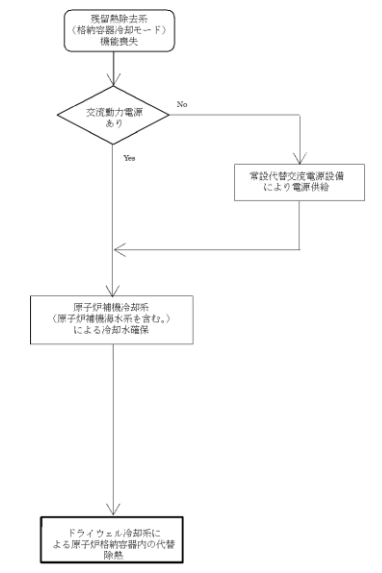 残留熱除去系
（格納容器冷却モード）
機能喪失
交流動力電源
あり
No
Yes
常設代替交流電源設備
により電源供給
原子炉補機冷却系
（原子炉補機海水系を含む。）
による冷却水確保
ドライウェル冷却系に
よる原子炉格納容器内の代替
除熱